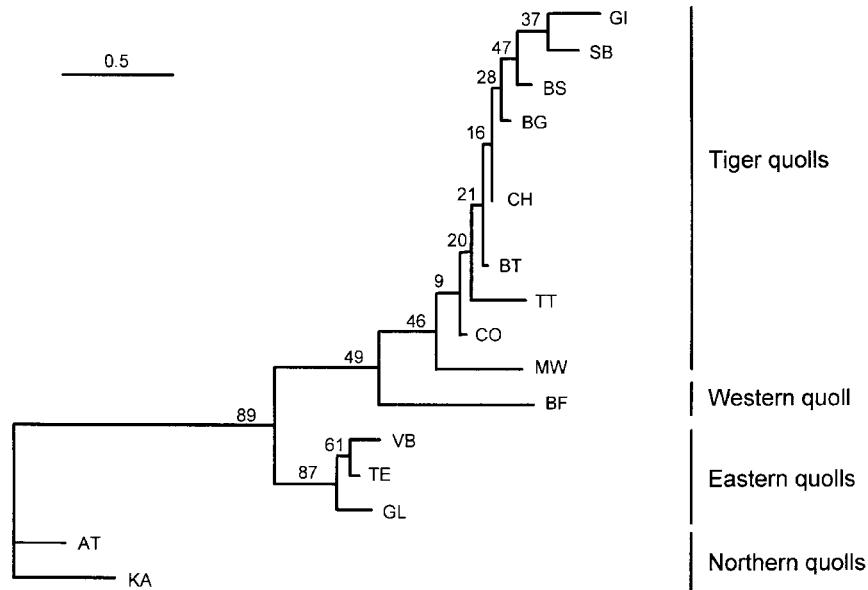 37
GI
0.5
47
SB
28
BS
BG
16
Tiger quolls
21
CH
20
BT
9
TT
46
CO
49
MW
BF
Western quoll
89
61
VB
87
TE
Eastern quolls
GL
AT
Northern quolls
KA